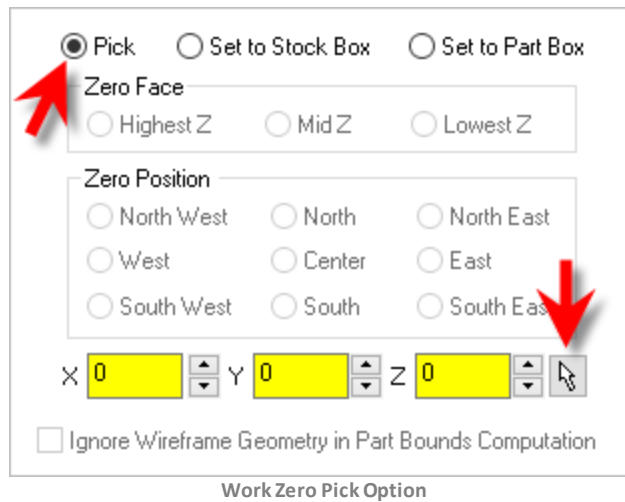 Pick Set to Stock Box Set to Part Box
Zero Face
Highest Z Mid Z Lowest Z
Zero Position
North West North North East
West Center East
South West South South East
X 0 Y 0 Z 0
Ignore Wireframe Geometry in Part Bounds Computation
Work Zero Pick Option